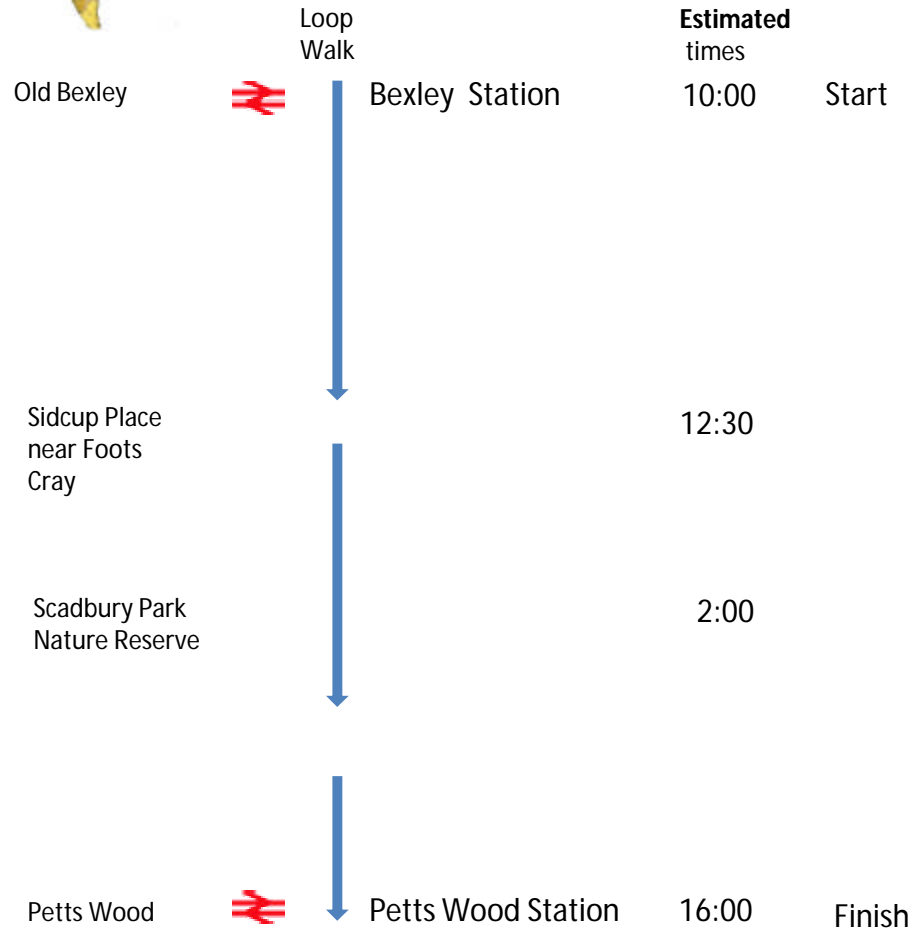 Loop
Walk
Estimated
times
Old Bexley
Bexley Station
10:00
Start
Sidcup Place
near Foots
Cray
12:30
Scadbury Park
Nature Reserve
2:00
Petts Wood
Petts Wood Station
16:00
Finish